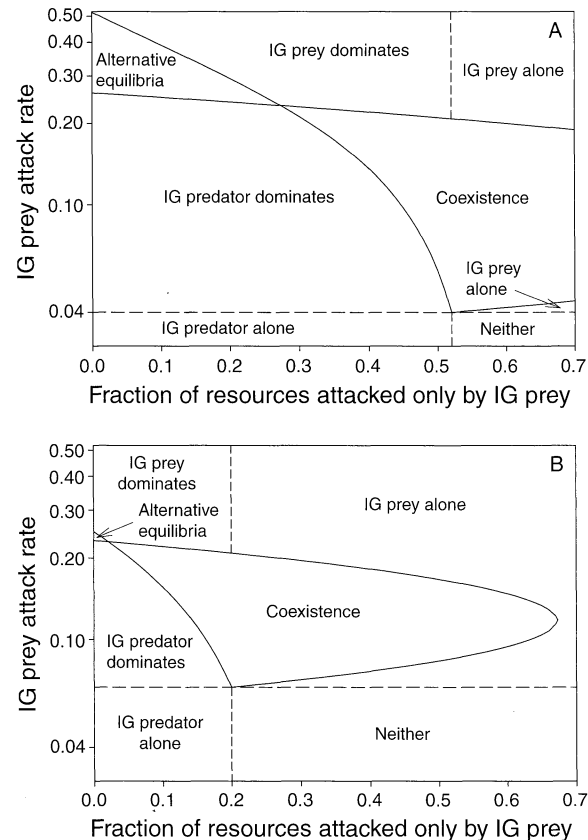 A
0.50
0.40
0.30
0.20
0.10
0.04
IG prey attack rate
Alternative
equilibria
IG prey dominates
IG prey alone
IG predator dominates
Coexistence
IG prey
alone
IG predator alone
Neither
0.0 0.1 0.2 0.3 0.4 0.5 0.6 0.7
Fraction of resources attacked only by IG prey
B
0.50
0.40
0.30
0.20
0.10
0.04
IG prey attack rate
IG prey
dominates
Alternative
equilibria
IG prey alone
Coexistence
IG predator
dominates
IG predator
alone
Neither
0.0 0.1 0.2 0.3 0.4 0.5 0.6 0.7
Fraction of resources attacked only by IG prey